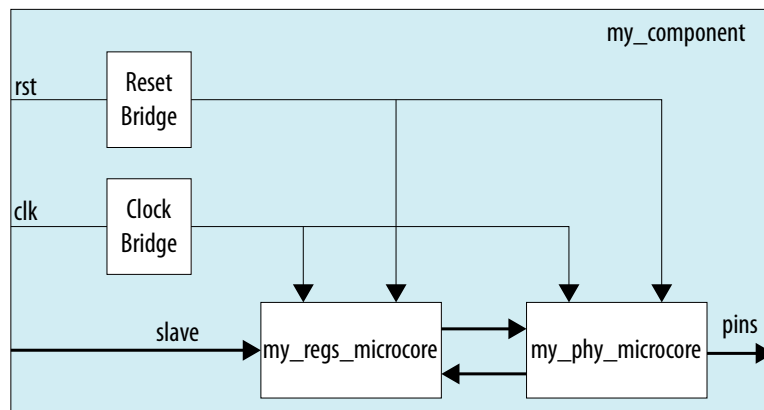 my_component
rst
Reset
Bridge
clk
Clock
Bridge
slave
my_regs_microcore
my_phy_microcore
pins